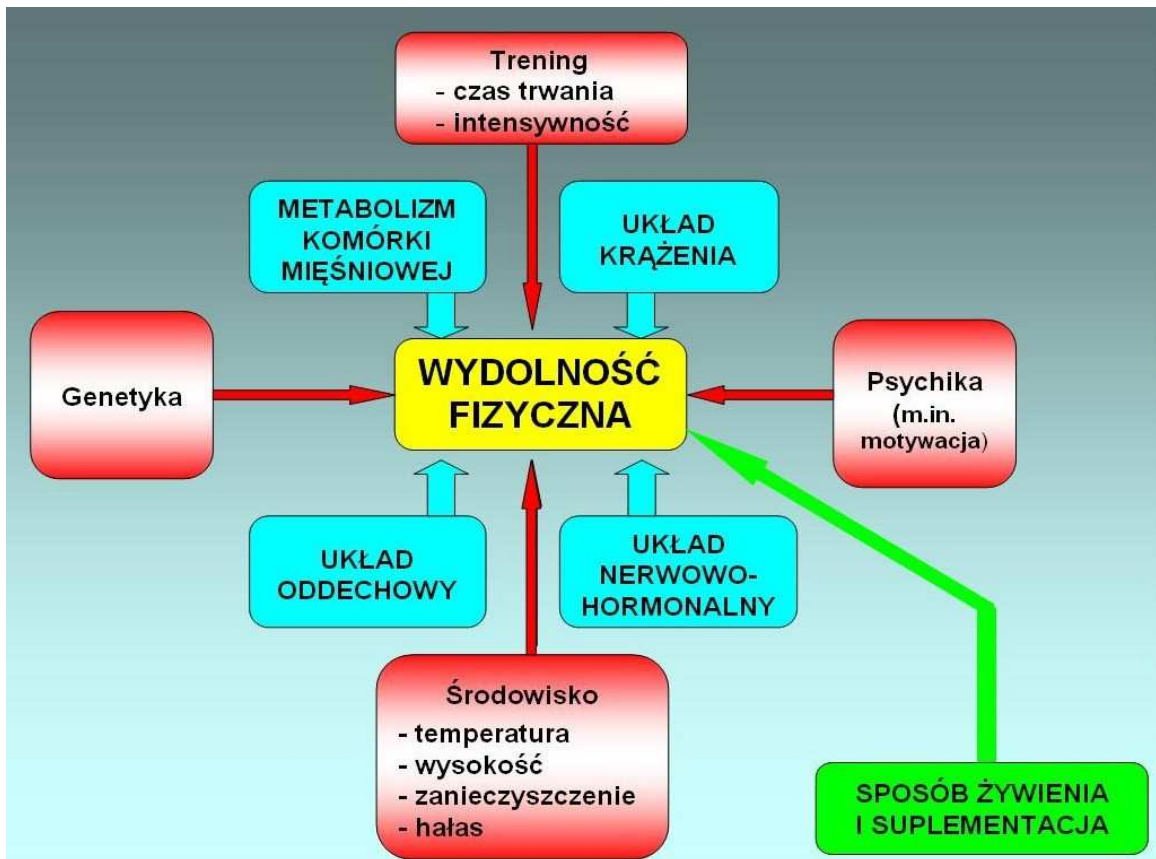 Trening
- czas trwania
- intensywność
METABOLIZM
KOMÓRKI
MIĘŚNIOWEJ
UKŁAD
KRĄŻENIA
Genetyka
WYDOLNOŚĆ
FIZYCZNA
Psychika
(m.in.
motywacja)
UKŁAD
ODDECHOWY
UKŁAD
NERWOWO-
HORMONALNY
Środowisko
- temperatura
- wysokość
- zanieczyszczenie
- hałas
SPOSÓB ŻYWIENIA
I SUPLEMENTACJA